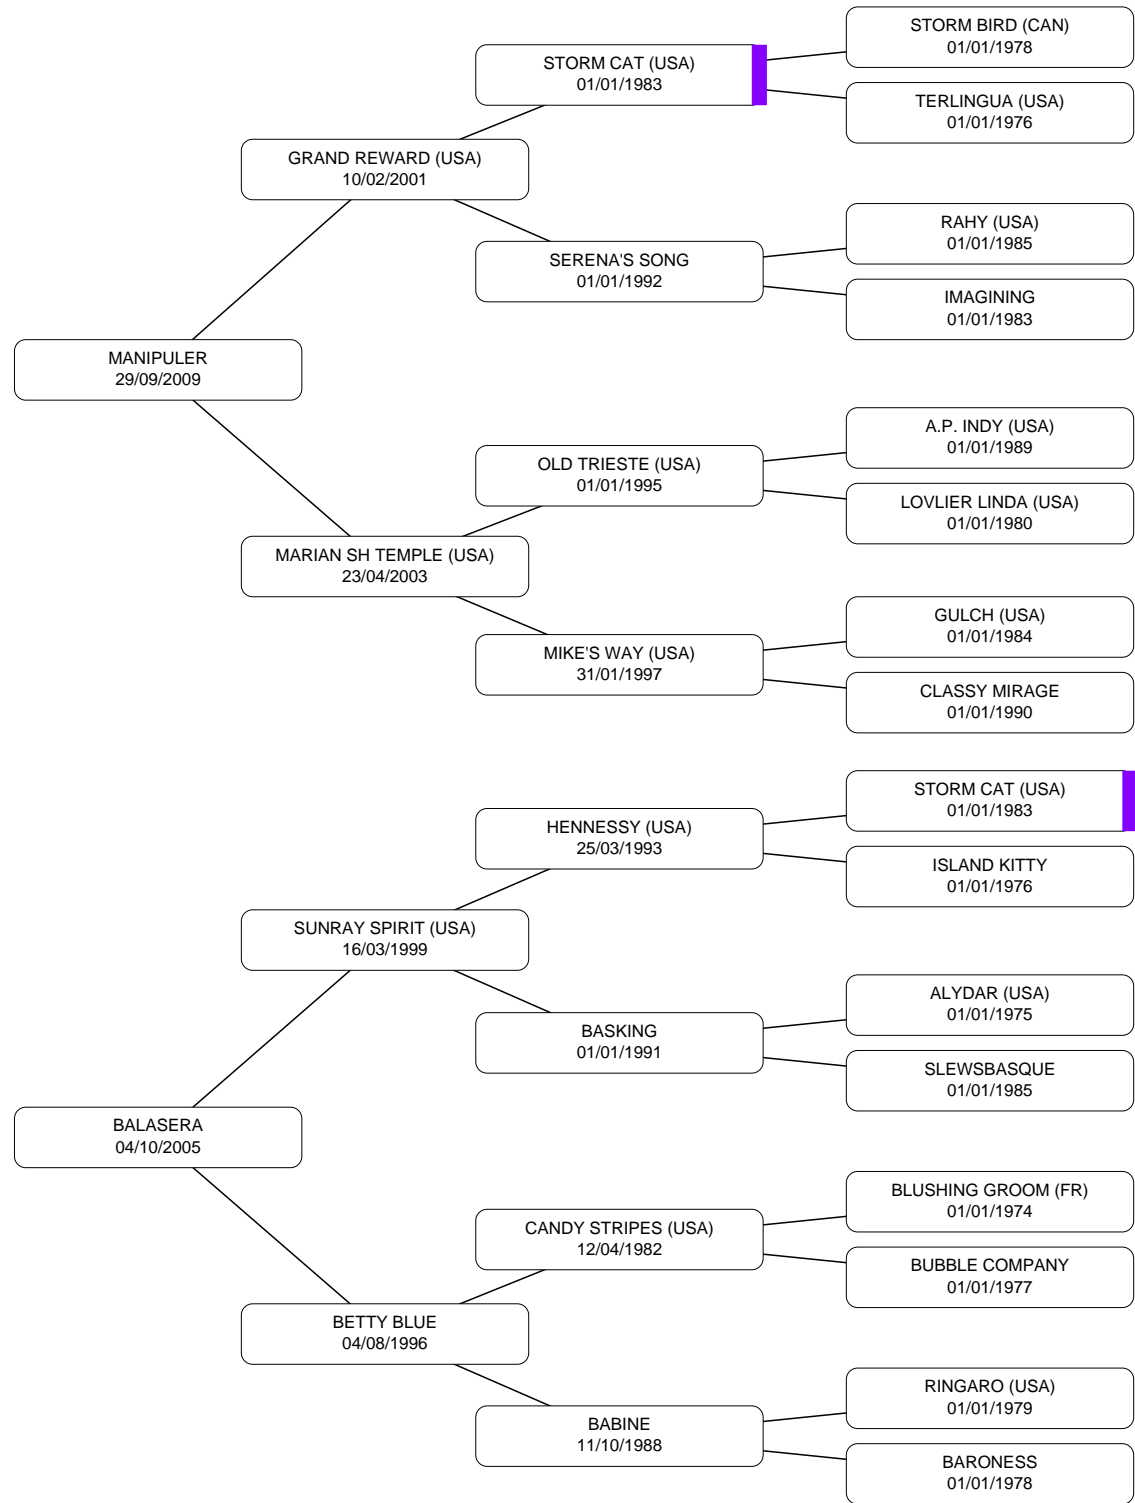 STORM BIRD (CAN)
01/01/1978
STORM CAT (USA)
01/01/1983
TERLINGUA (USA)
01/01/1976
GRAND REWARD (USA)
10/02/2001
RAHY (USA)
01/01/1985
SERENA'S SONG
01/01/1992
IMAGINING
01/01/1983
MANIPULER
29/09/2009
A.P. INDY (USA)
01/01/1989
OLD TRIESTE (USA)
01/01/1995
LOVLIER LINDA (USA)
01/01/1980
MARIAN SH TEMPLE (USA)
23/04/2003
GULCH (USA)
01/01/1984
MIKE'S WAY (USA)
31/01/1997
CLASSY MIRAGE
01/01/1990
STORM CAT (USA)
01/01/1983
HENNESSY (USA)
25/03/1993
ISLAND KITTY
01/01/1976
SUNRAY SPIRIT (USA)
16/03/1999
ALYDAR (USA)
01/01/1975
BASKING
01/01/1991
SLEWSBASQUE
01/01/1985
BALASERA
04/10/2005
BLUSHING GROOM (FR)
01/01/1974
CANDY STRIPES (USA)
12/04/1982
BUBBLE COMPANY
01/01/1977
BETTY BLUE
04/08/1996
RINGARO (USA)
01/01/1979
BABINE
11/10/1988
BARONESS
01/01/1978